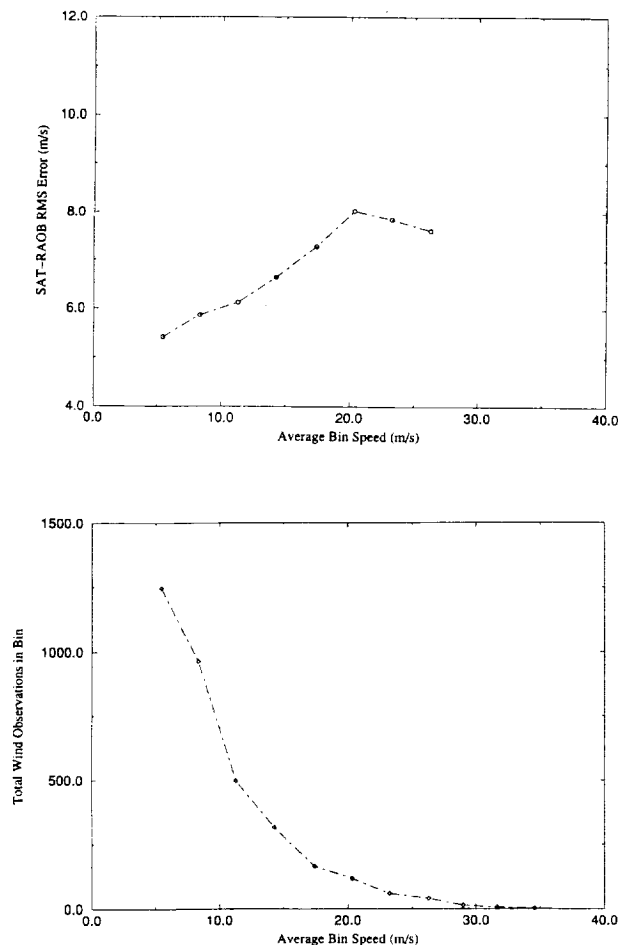 12.0
10.0
8.0
6.0
4.0
SAT-RAOB RMS Error (m/s)
0.0 10.0 20.0 30.0 40.0
Average Bin Speed (m/s)
1500.0
1000.0
500.0
0.0
Total Wind Observations in Bin
0.0 10.0 20.0 30.0 40.0
Average Bin Speed (m/s)